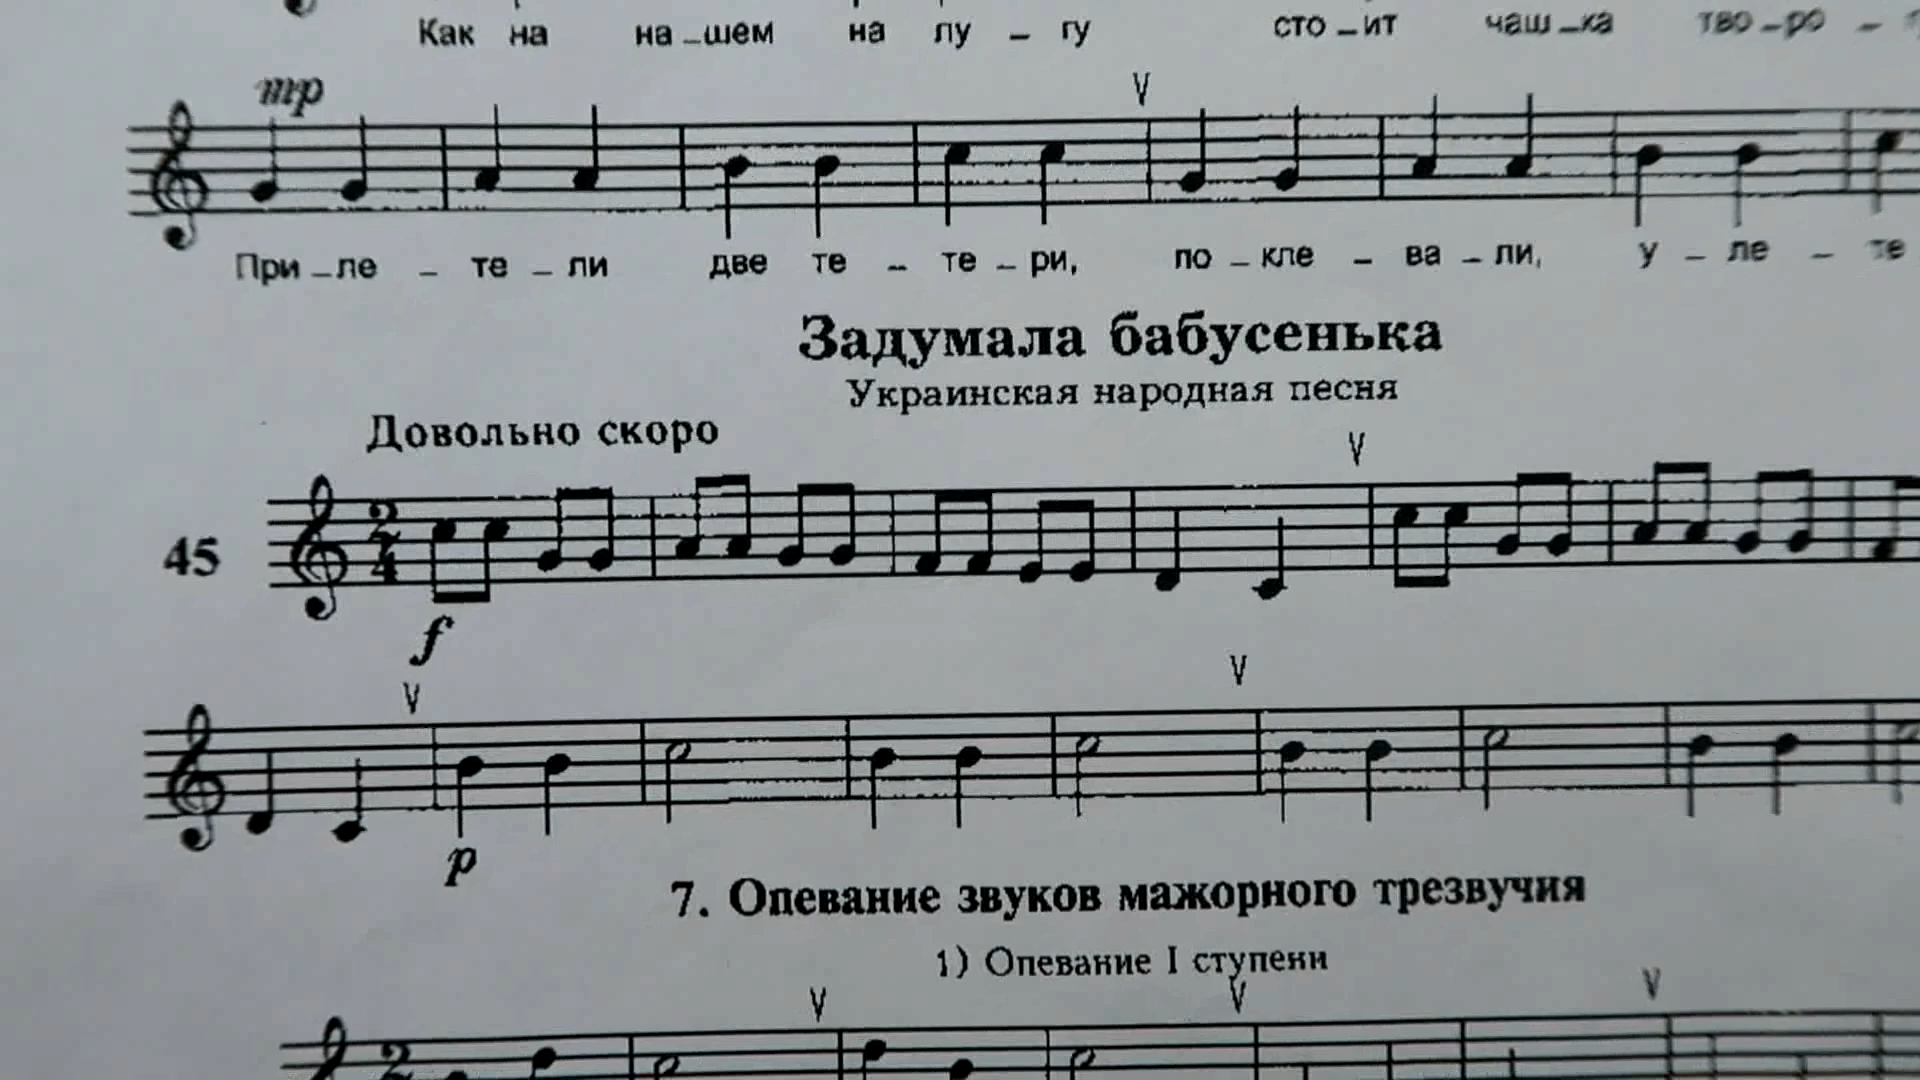 Как на на - шем на лу - гу сто - ит чаш - ка тво - ро -
mp
V
При - ле - те - ли две те - те - ри, по - кле - ва - ли, у - ле - те
Задумала бабусенька
Украинская народная песня
Довольно скоро
V
45 2/4
f
V V
p
7. Опевание звуков мажорного трезвучия
1) Опевание I ступени
V V V
2